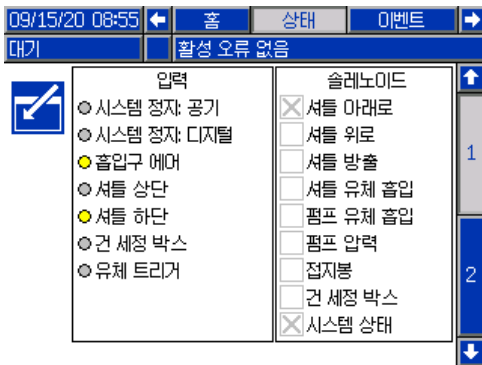 09/15/20 08:55 홈 상태 이벤트
대기 활성 오류 없음
입력
시스템 정지: 공기
시스템 정지: 디지털
흡입구 에어
셔틀 상단
셔틀 하단
건 세정 박스
유체 트리거
솔레노이드
셔틀 아래로
셔틀 위로
셔틀 방출
셔틀 유체 흡입
펌프 유체 흡입
펌프 압력
접지봉
건 세정 박스
시스템 상태
1
2